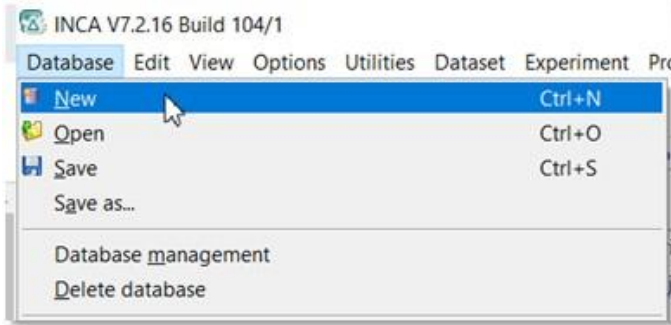 INCA V7.2.16 Build 104/1
Database Edit View Options Utilities Dataset Experiment
New Ctrl+N
Open Ctrl+O
Save Ctrl+S
Save as...
Database management
Delete database